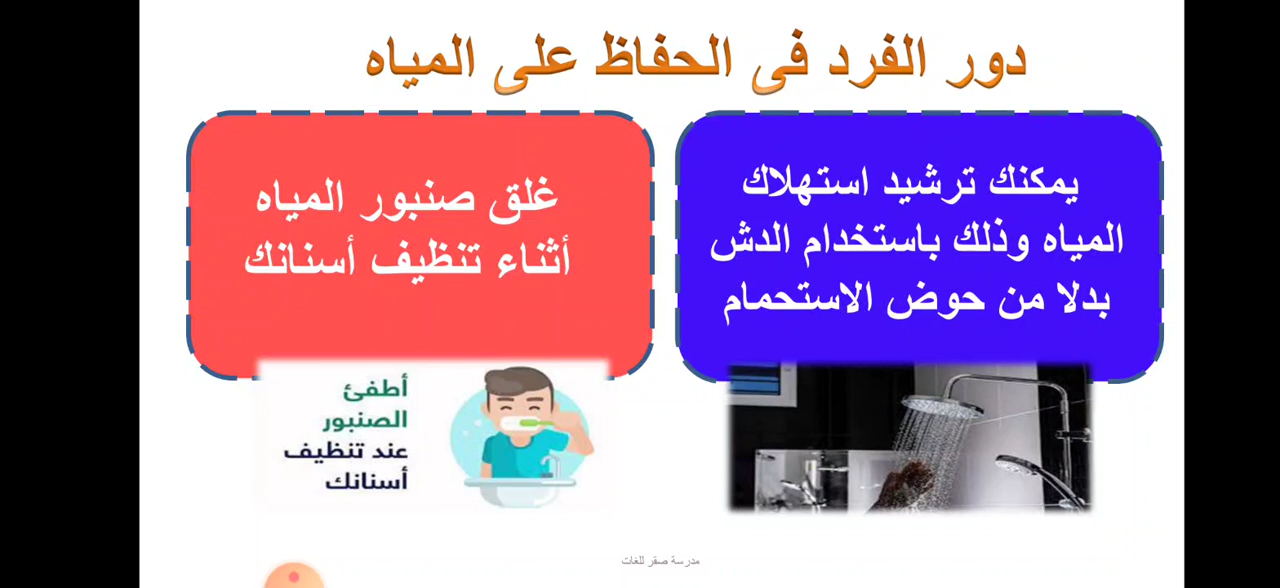 دور الفرد فى الحفاظ على المياه
يمكنك ترشيد استهلاك
المياه وذلك باستخدام الدش
بدلا من حوض الاستحمام
غلق صنبور المياه
أثناء تنظيف أسنانك
أطفئ
الصنبور
عند تنظيف
أسنانك
مدرسة صقر للغات